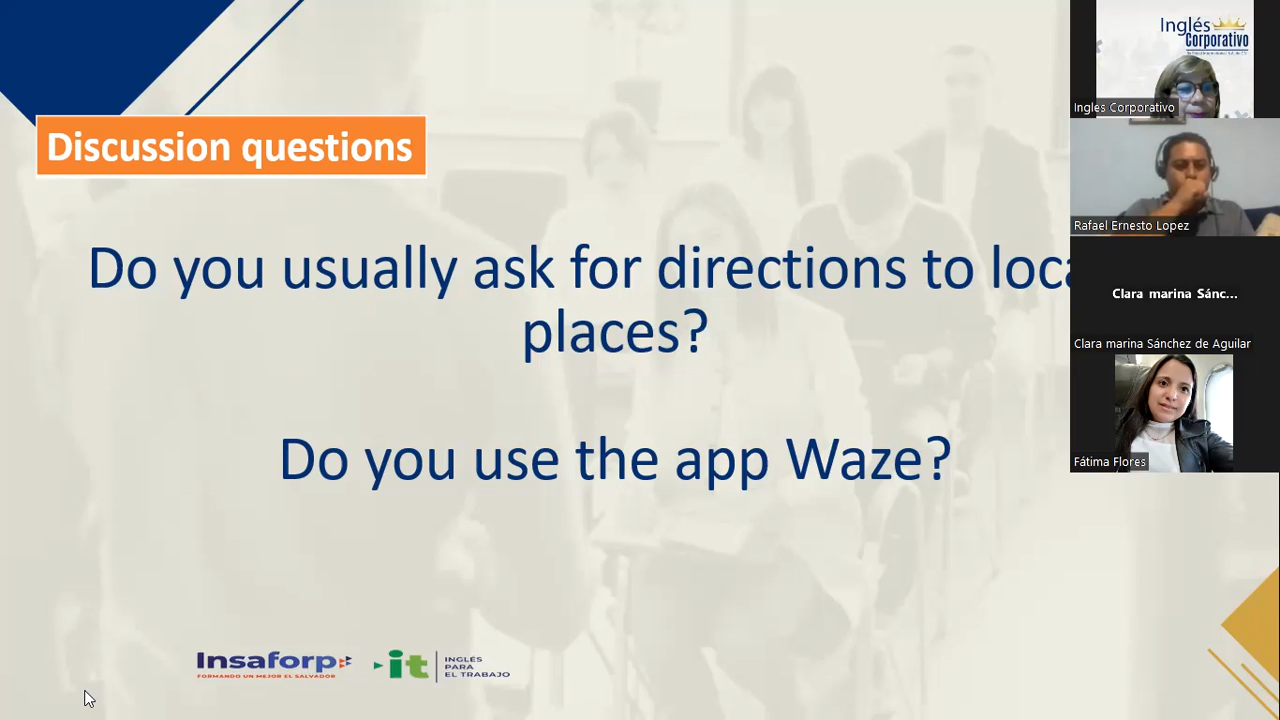 Discussion questions
Do you usually ask for directions to loca
places?
Do you use the app Waze?
Insaforp
FORMANDO UN MEJOR EL SALVADOR
it
INGLÉS
PARA
EL TRABAJO
Inglés
Corporativo
Ingles Corporativo
Rafael Ernesto Lopez
Clara marina Sánc...
Clara marina Sánchez de Aguilar
Fátima Flores